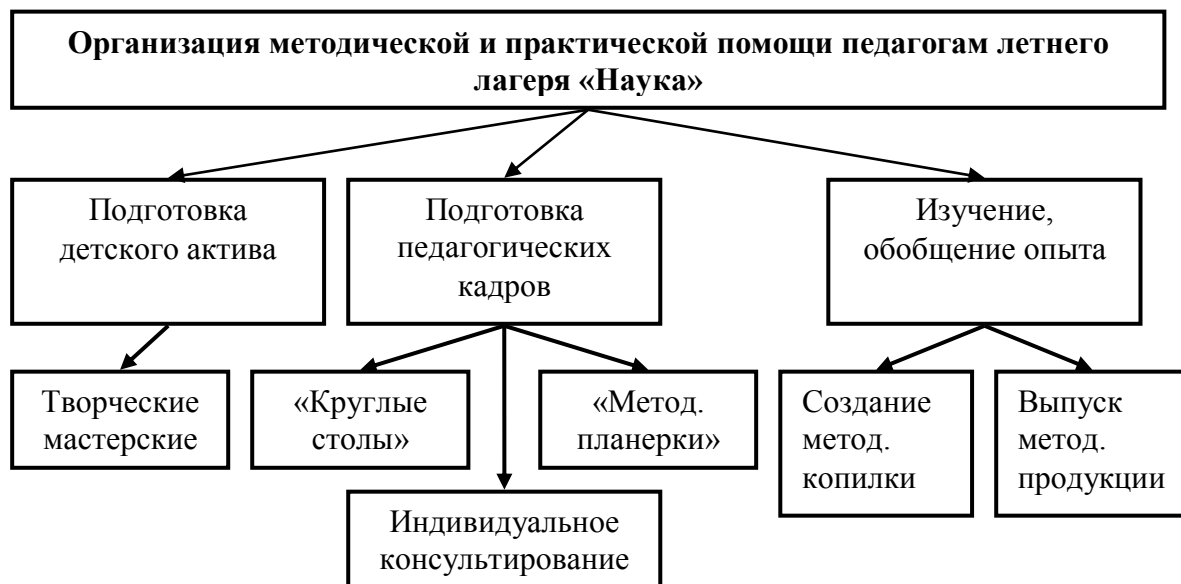 Организация методической и практической помощи педагогам летнего
лагеря «Наука»
Подготовка
детского актива
Подготовка
педагогических
кадров
Изучение,
обобщение опыта
Творческие
мастерские
«Круглые
столы»
«Метод.
планерки»
Создание
метод.
копилки
Выпуск
метод.
продукции
Индивидуальное
консультирование